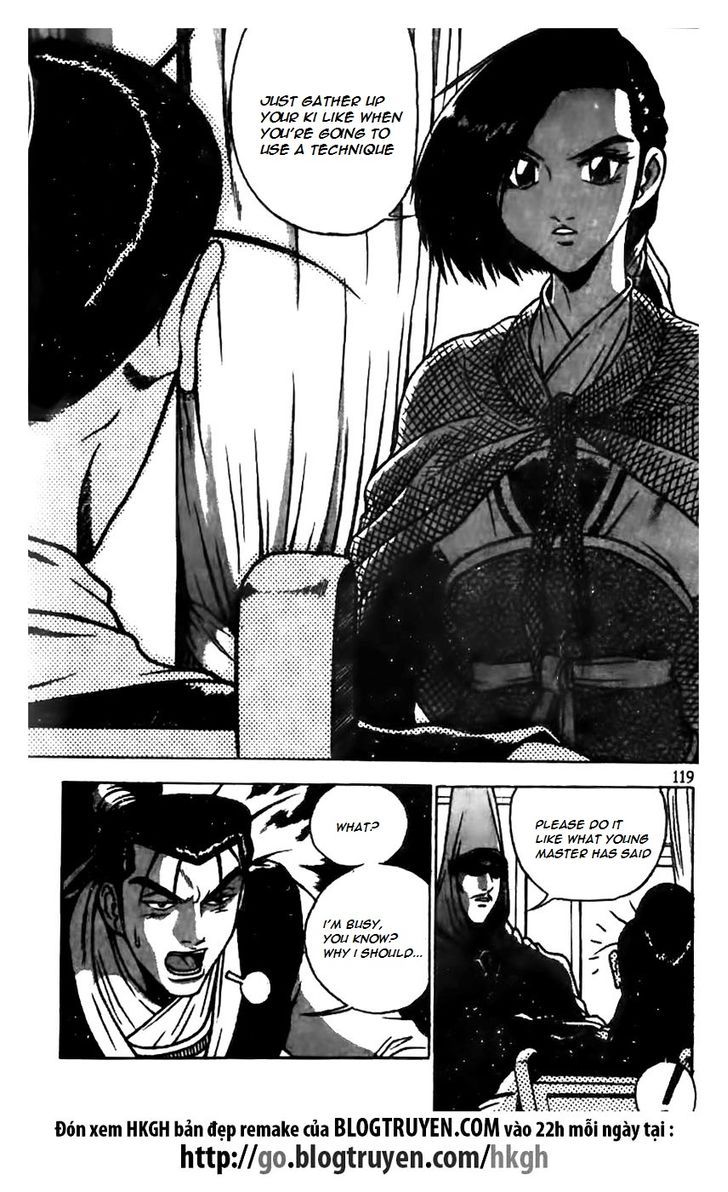 JUST GATHER UP
YOUR KI LIKE WHEN
YOU'RE GOING TO
USE A TECHNIQUE
119
WHAT?
I'M BUSY,
YOU KNOW?
WHY I SHOULD...
PLEASE DO IT
LIKE WHAT YOUNG
MASTER HAS SAID
!
Đón xem HKGH bản đẹp remake của BLOGTRUYEN.COM vào 22h mỗi ngày tại :
http://go.blogtruyen.com/hkgh